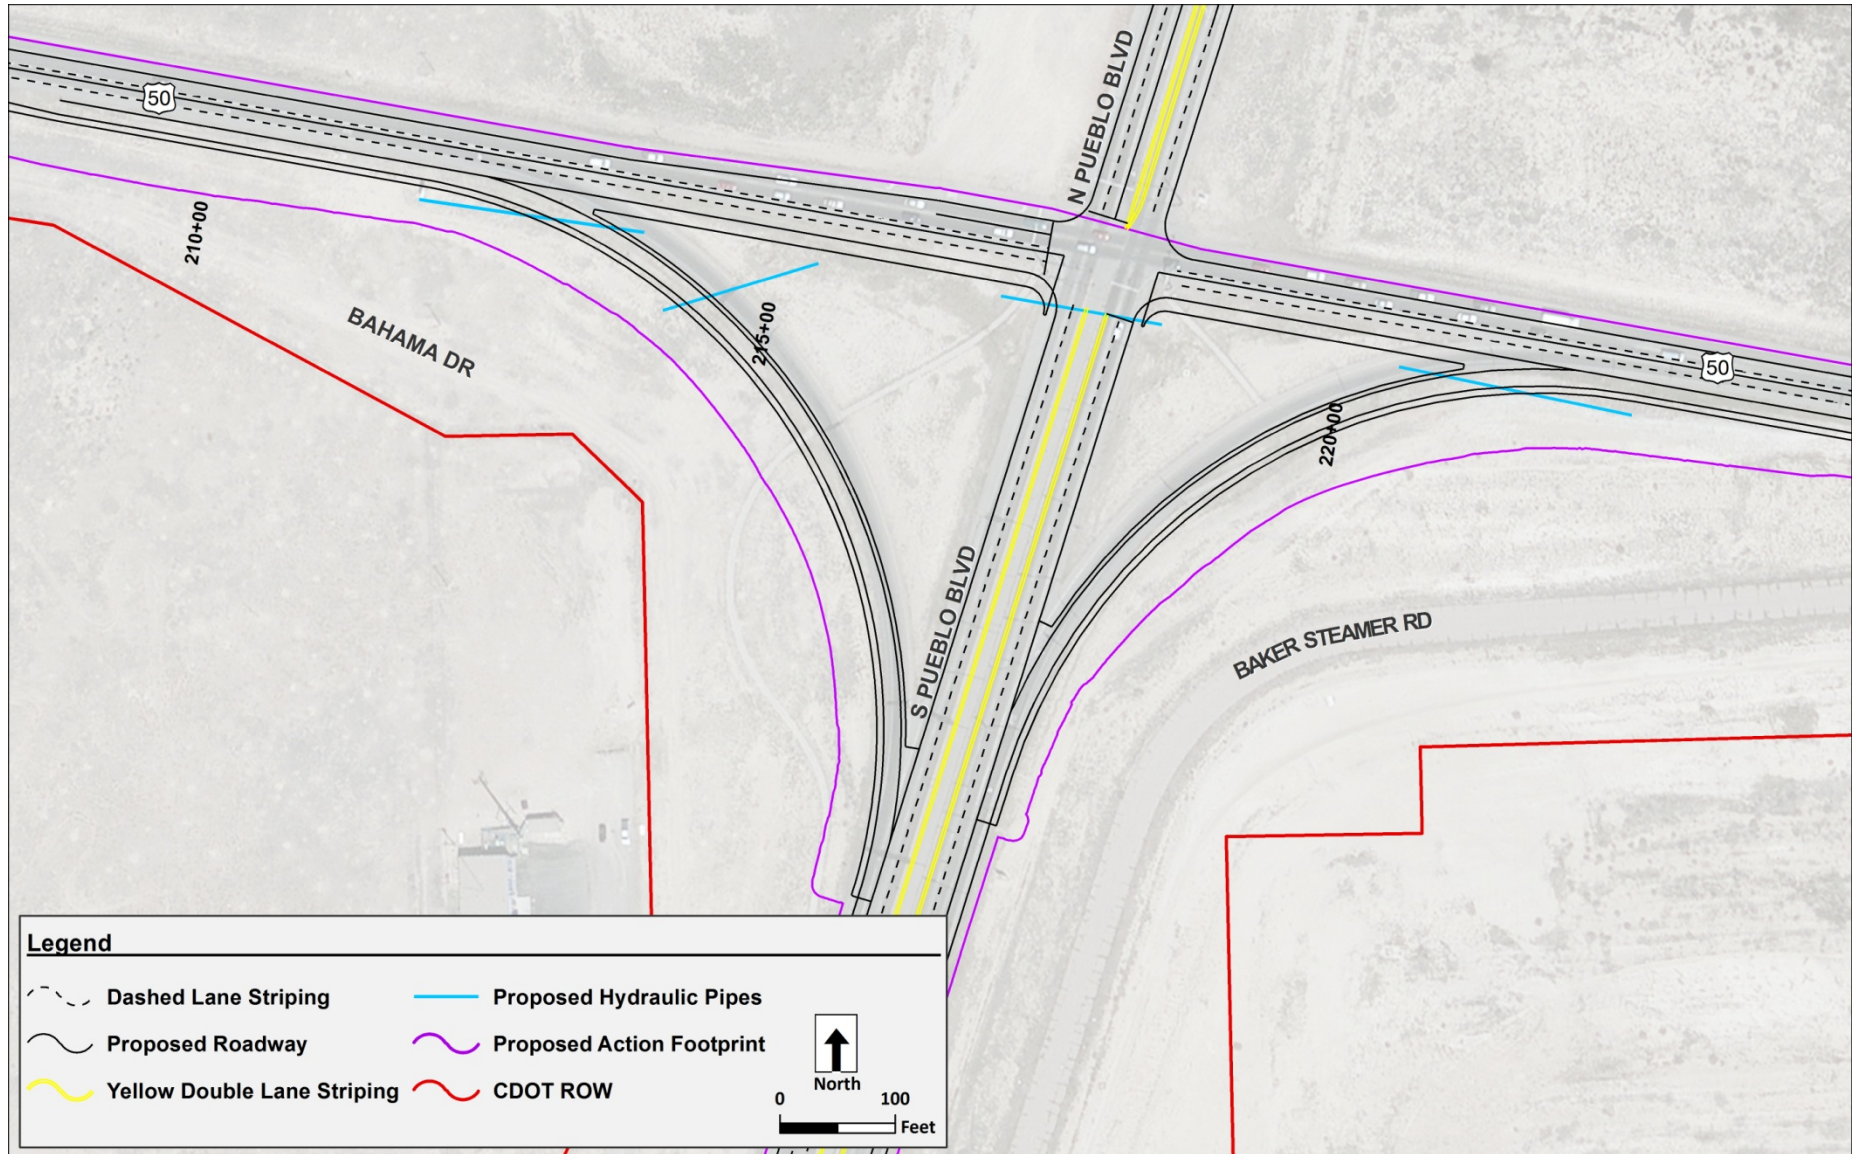 N PUEBLO BLVD
50
210+00
BAHAMA DR
215+00
50
220+00
S PUEBLO BLVD
BAKER STEAMER RD
Legend
Dashed Lane Striping
Proposed Roadway
Yellow Double Lane Striping
Proposed Hydraulic Pipes
Proposed Action Footprint
CDOT ROW
North
0 100
Feet